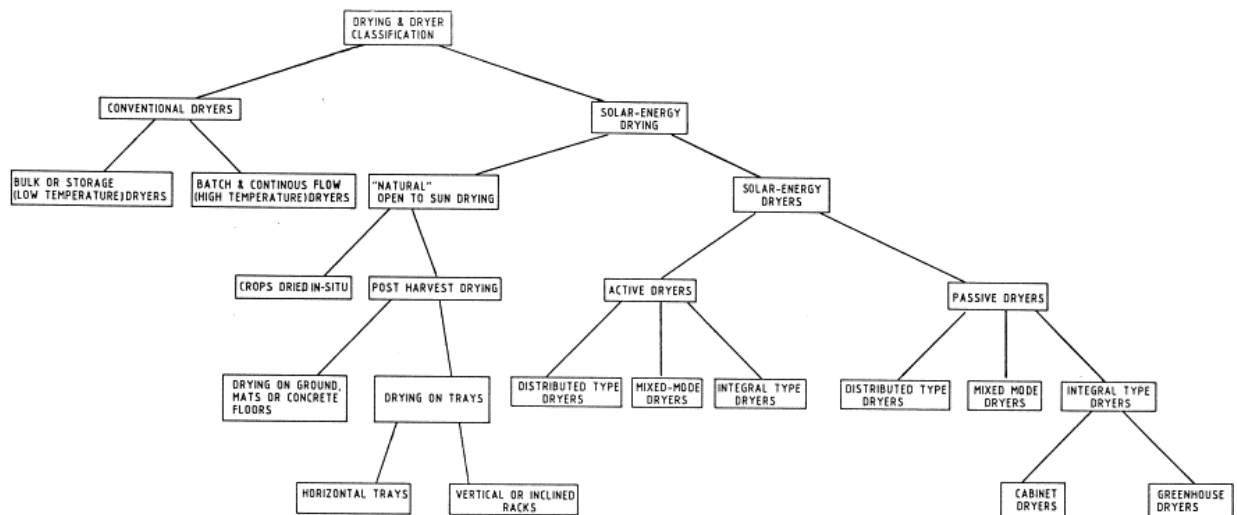 DRYING & DRYER
CLASSIFICATION
CONVENTIONAL DRYERS
SOLAR-ENERGY
DRYING
BULK OR STORAGE
(LOW TEMPERATURE) DRYERS
BATCH & CONTINOUS FLOW
(HIGH TEMPERATURE) DRYERS
"NATURAL"
OPEN TO SUN DRYING
SOLAR-ENERGY
DRYERS
CROPS DRIED IN-SITU
POST HARVEST DRYING
ACTIVE DRYERS
PASSIVE DRYERS
DRYING ON GROUND,
MATS OR CONCRETE
FLOORS
DRYING ON TRAYS
DISTRIBUTED TYPE
DRYERS
MIXED-MODE
DRYERS
INTEGRAL TYPE
DRYERS
DISTRIBUTED TYPE
DRYERS
MIXED MODE
DRYERS
INTEGRAL TYPE
DRYERS
HORIZONTAL TRAYS
VERTICAL OR INCLINED
RACKS
CABINET
DRYERS
GREENHOUSE
DRYERS